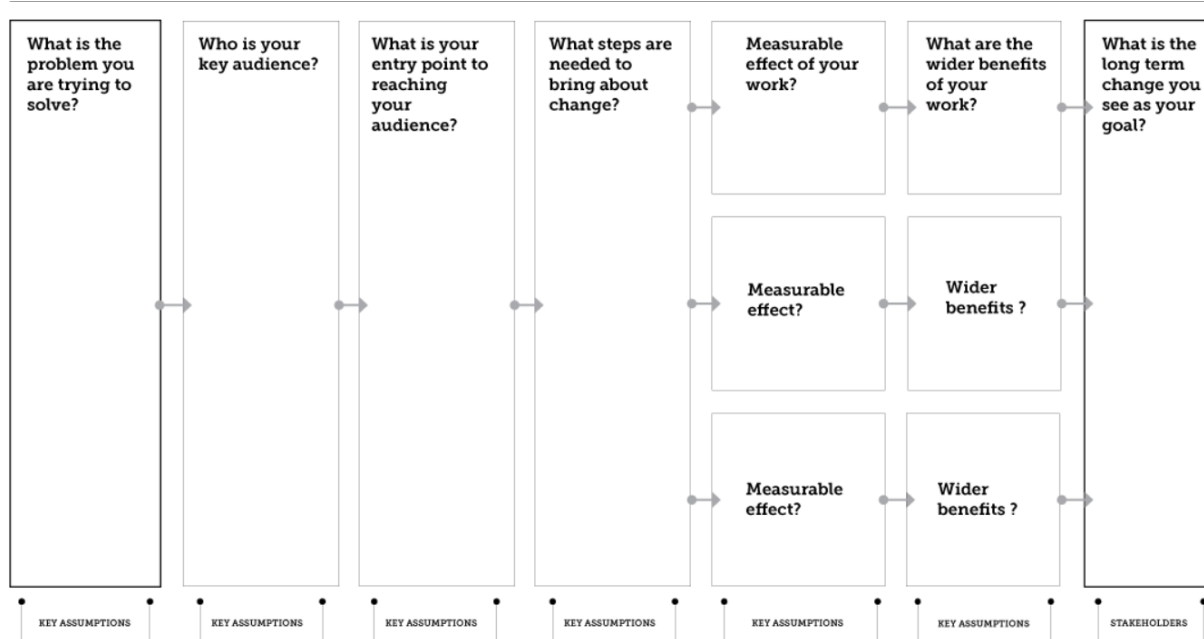 What is the
problem you
are trying to
solve?
Who is your
key audience?
What is your
entry point to
reaching
your
audience?
What steps are
needed to
bring about
change?
Measurable
effect of your
work?
What are the
wider benefits
of your
work?
What is the
long term
change you
see as your
goal?
Measurable
effect?
Wider
benefits ?
Measurable
effect?
Wider
benefits ?
KEY ASSUMPTIONS
KEY ASSUMPTIONS
KEY ASSUMPTIONS
KEY ASSUMPTIONS
KEY ASSUMPTIONS
KEY ASSUMPTIONS
STAKEHOLDERS